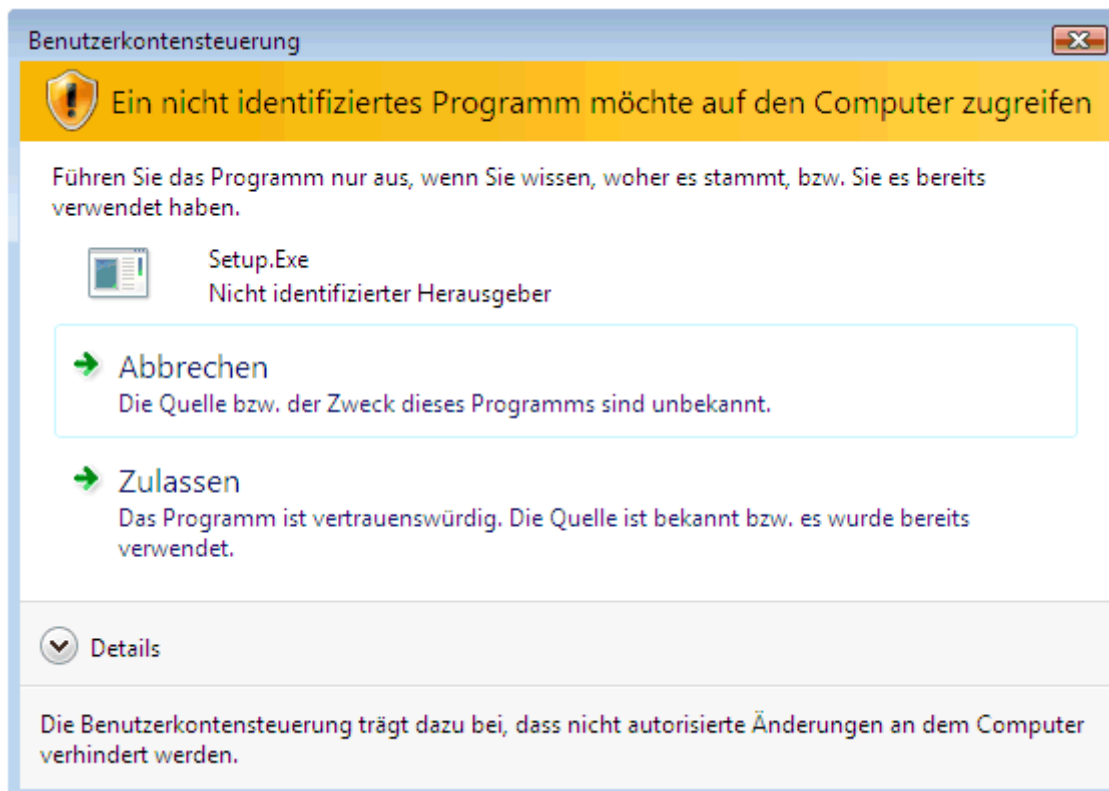 Benutzerkontensteuerung
Ein nicht identifiziertes Programm möchte auf den Computer zugreifen
Führen Sie das Programm nur aus, wenn Sie wissen, woher es stammt, bzw. Sie es bereits
verwendet haben.
Setup.Exe
Nicht identifizierter Herausgeber
Abbrechen
Die Quelle bzw. der Zweck dieses Programms sind unbekannt.
Zulassen
Das Programm ist vertrauenswürdig. Die Quelle ist bekannt bzw. es wurde bereits
verwendet.
Details
Die Benutzerkontensteuerung trägt dazu bei, dass nicht autorisierte Änderungen an dem Computer
verhindert werden.